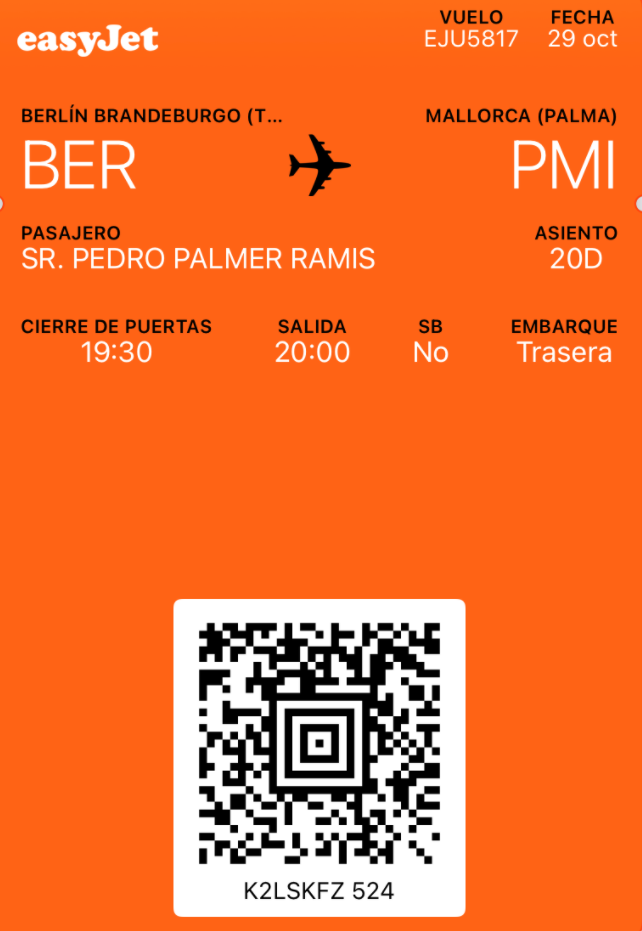 easyJet
VUELO FECHA
EJU5817 29 oct
BERLÍN BRANDEBURGO (T... MALLORCA (PALMA)
BER PMI
PASAJERO ASIENTO
SR. PEDRO PALMER RAMIS 20D
CIERRE DE PUERTAS SALIDA SB EMBARQUE
19:30 20:00 No Trasera
K2LSKFZ 524